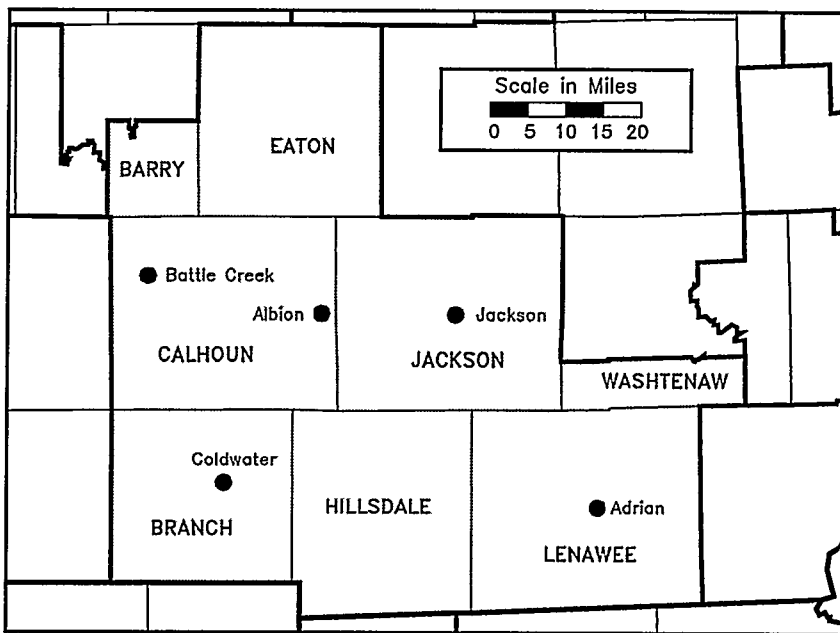 Scale in Miles
0 5 10 15 20
EATON
BARRY
Battle Creek
Albion
Jackson
CALHOUN
JACKSON
WASHTENAW
Coldwater
HILLSDALE
Adrian
BRANCH
LENAWEE